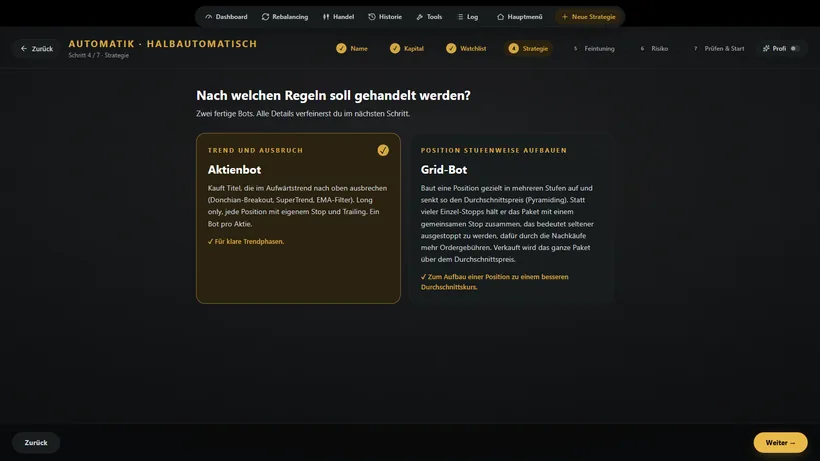 Dashboard Rebalancing Handel Historie Tools Log Hauptmenü + Neue Strategie
← Zurück
AUTOMATIK · HALBAUTOMATISCH
Schritt 4 / 7 · Strategie
✓ Name ✓ Kapital ✓ Watchlist 4 Strategie 5 Feintuning 6 Risiko 7 Prüfen & Start Profi
Nach welchen Regeln soll gehandelt werden?
Zwei fertige Bots. Alle Details verfeinerst du im nächsten Schritt.
TREND UND AUSBRUCH
Aktienbot
Kauft Titel, die im Aufwärtstrend nach oben ausbrechen
(Donchian-Breakout, SuperTrend, EMA-Filter). Long
only, jede Position mit eigenem Stop und Trailing. Ein
Bot pro Aktie.
✓ Für klare Trendphasen.
POSITION STUFENWEISE AUFBAUEN
Grid-Bot
Baut eine Position gezielt in mehreren Stufen auf und
senkt so den Durchschnittspreis (Pyramiding). Statt
vieler Einzel-Stopps hält er das Paket mit einem
gemeinsamen Stop zusammen, das bedeutet seltener
ausgestoppt zu werden, dafür durch die Nachkäufe
mehr Ordergebühren. Verkauft wird das ganze Paket
über dem Durchschnittspreis.
✓ Zum Aufbau einer Position zu einem besseren
Durchschnittskurs.
Zurück
Weiter →